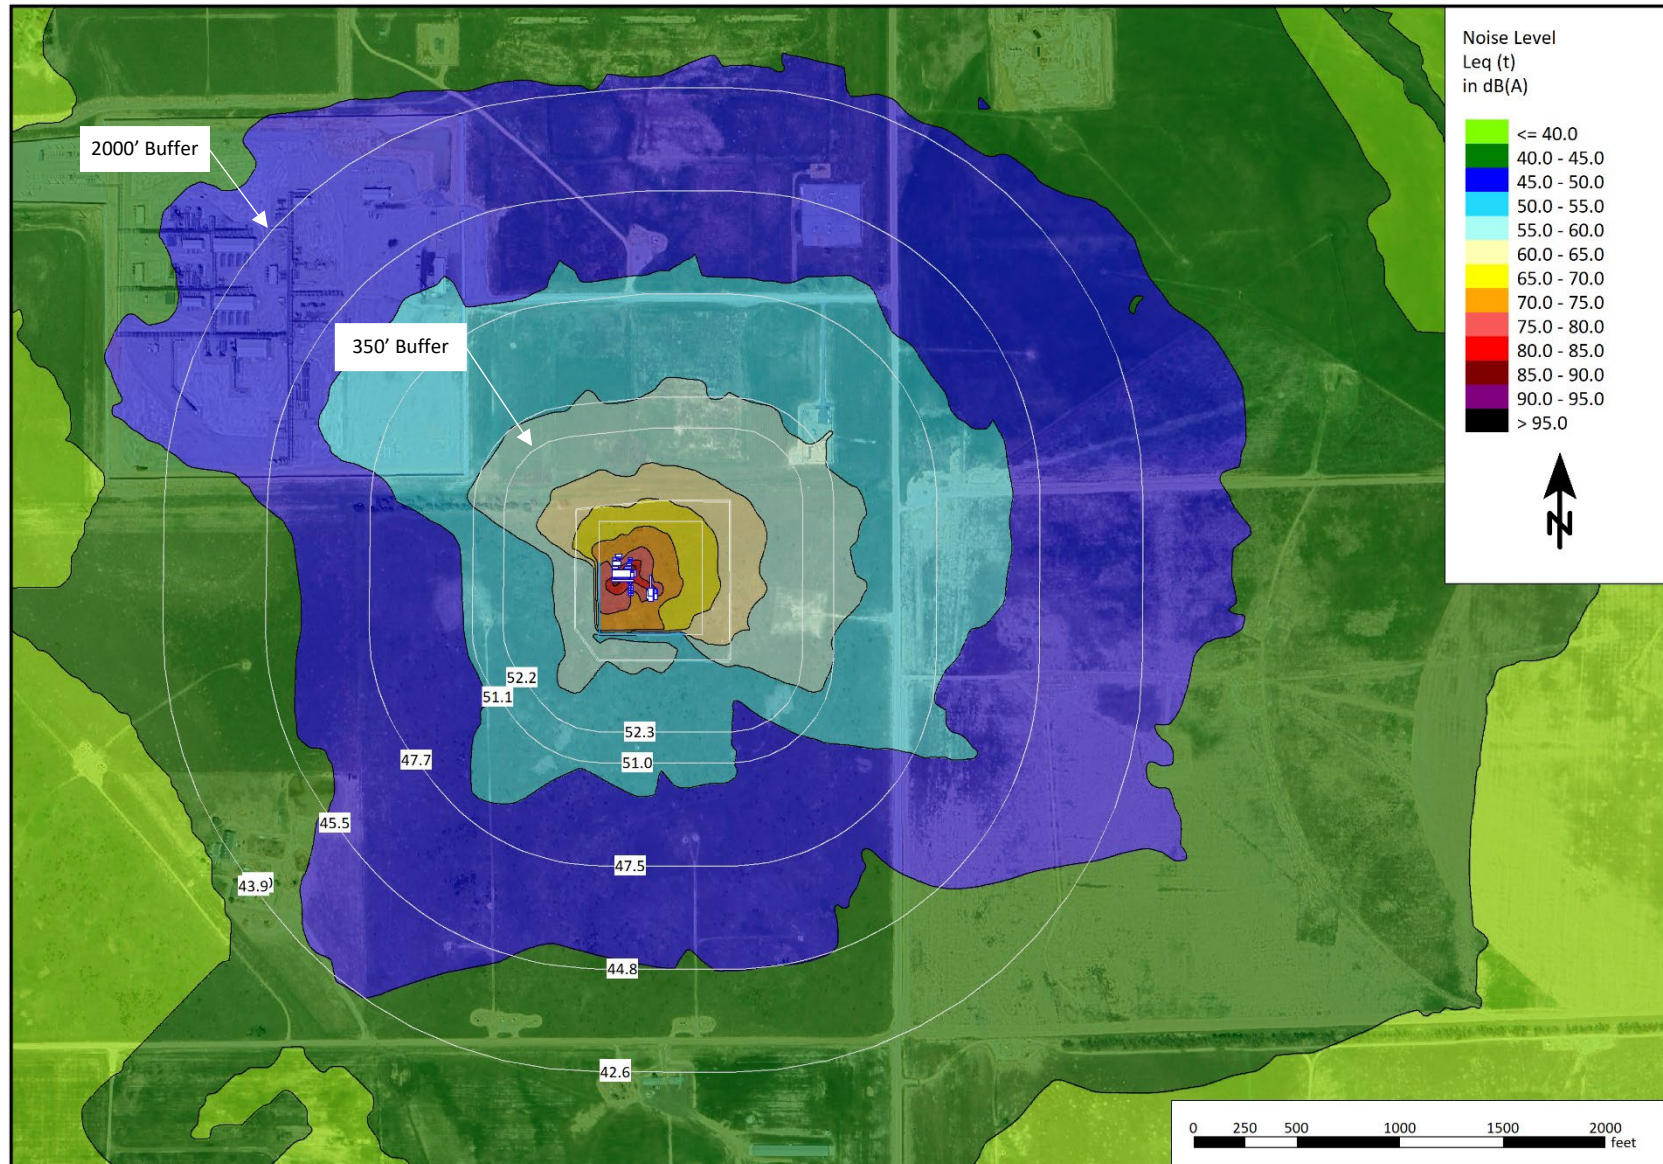 Noise Level
Leq (t)
in dB(A)
<= 40.0
40.0 - 45.0
45.0 - 50.0
50.0 - 55.0
55.0 - 60.0
60.0 - 65.0
65.0 - 70.0
70.0 - 75.0
75.0 - 80.0
80.0 - 85.0
85.0 - 90.0
90.0 - 95.0
> 95.0
N
2000’ Buffer
350’ Buffer
52.2
51.1
52.3
51.0
47.7
45.5
47.5
43.9)
44.8
42.6
0 250 500 1000 1500 2000
feet